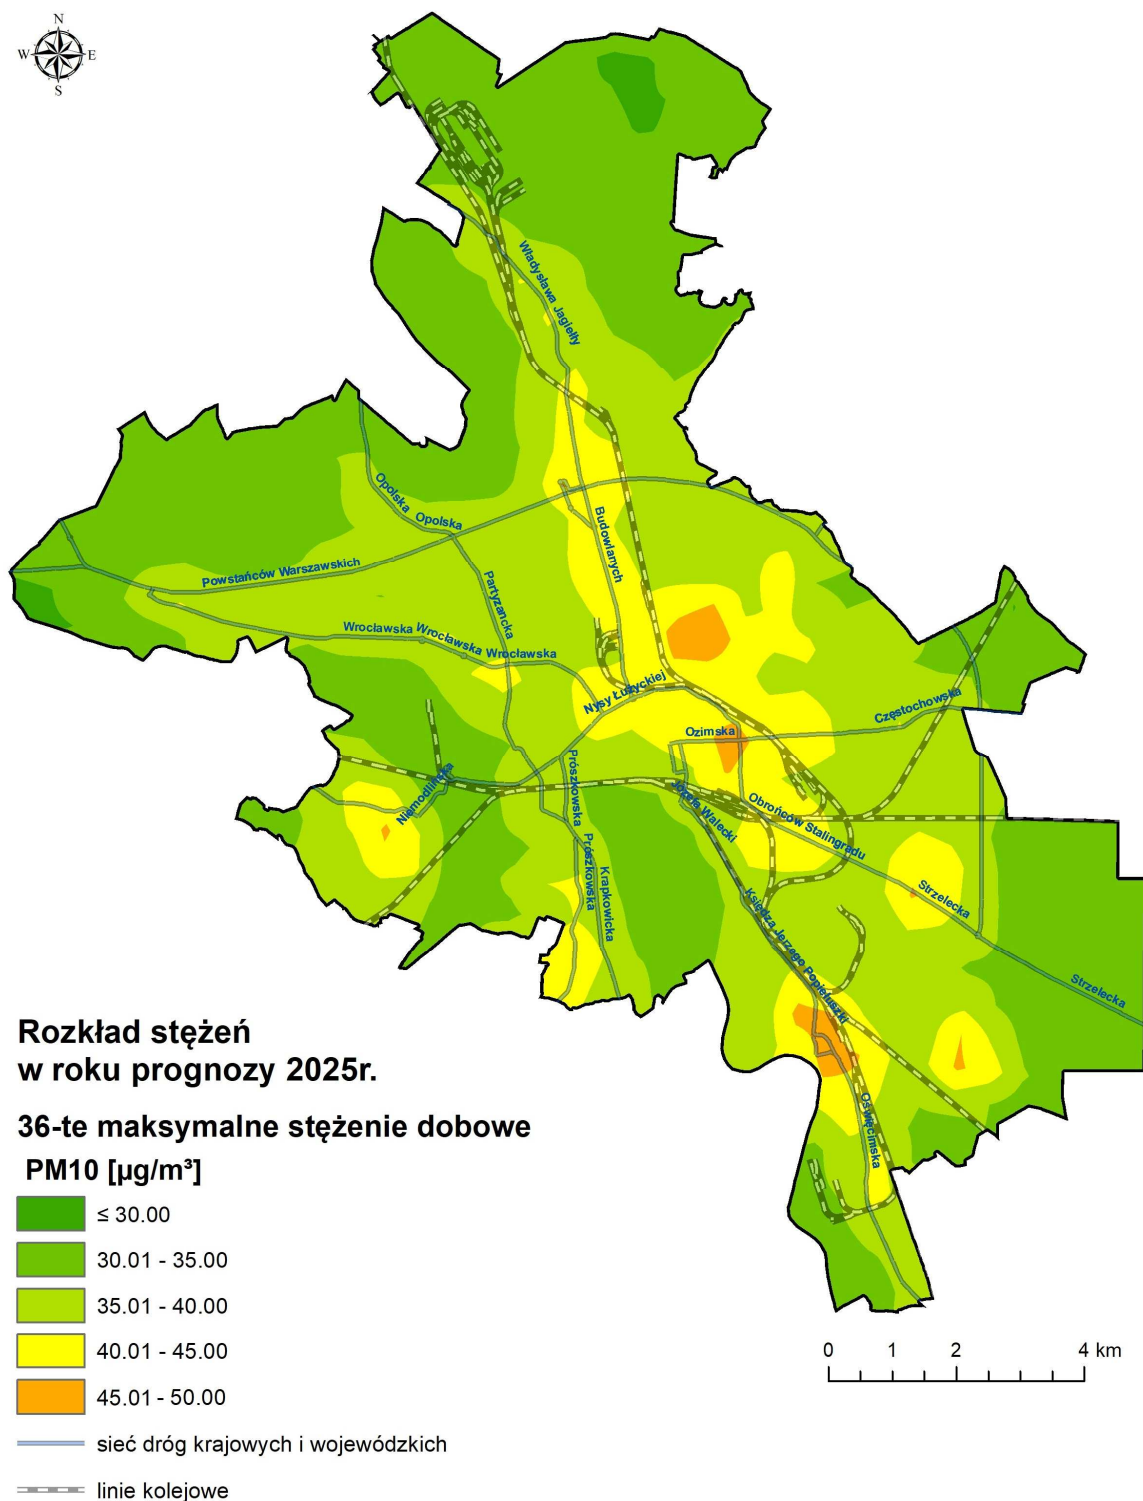 N
W
E
S
Władysława Jagiełły
Opolska
Opolska
Budowlanych
Powstańców Warszawskich
Partyzancka
Wrocławska
Wrocławska
Wrocławska
Nysy Łużyckiej
Częstochowska
Ozimska
Niemodlińska
Prószkowska
Józefa Walecki
Obrońców Stalingradu
Prószkowska
Krapkowicka
Strzelecka
Księdza Jerzego Popiełuszki
Strzelecka
Oświęcimska
Rozkład stężeń
w roku prognozy 2025r.
36-te maksymalne stężenie dobowe
PM10 [µg/m³]
≤ 30.00
30.01 - 35.00
35.01 - 40.00
40.01 - 45.00
45.01 - 50.00
sieć dróg krajowych i wojewódzkich
linie kolejowe
0 1 2 4 km